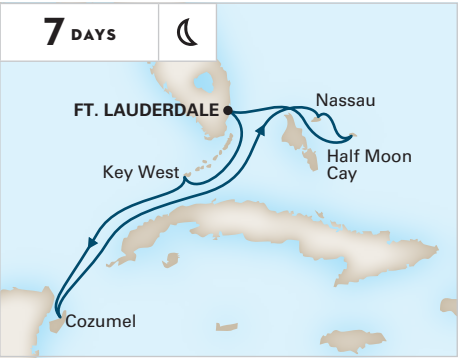 7 DAYS
FT. LAUDERDALE
Nassau
Half Moon
Cay
Key West
Cozumel